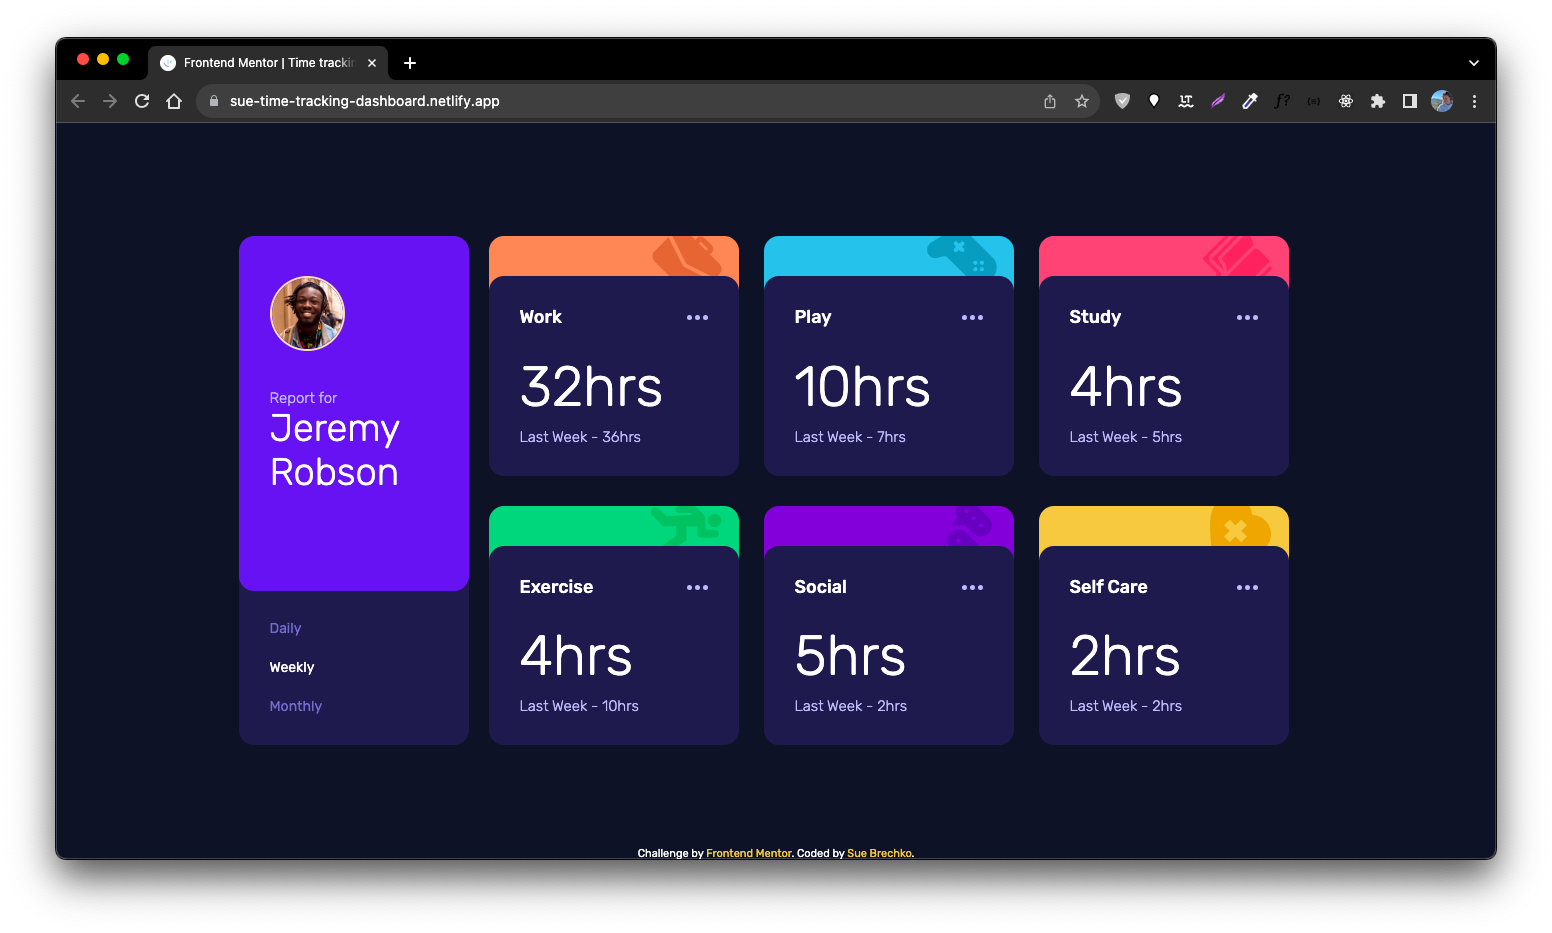 Frontend Mentor | Time trackin
sue-time-tracking-dashboard.netlify.app
Report for
Jeremy
Robson
Daily
Weekly
Monthly
Work
32hrs
Last Week - 36hrs
Play
10hrs
Last Week - 7hrs
Study
4hrs
Last Week - 5hrs
Exercise
4hrs
Last Week - 10hrs
Social
5hrs
Last Week - 2hrs
Self Care
2hrs
Last Week - 2hrs
Challenge by Frontend Mentor. Coded by Sue Brechko.